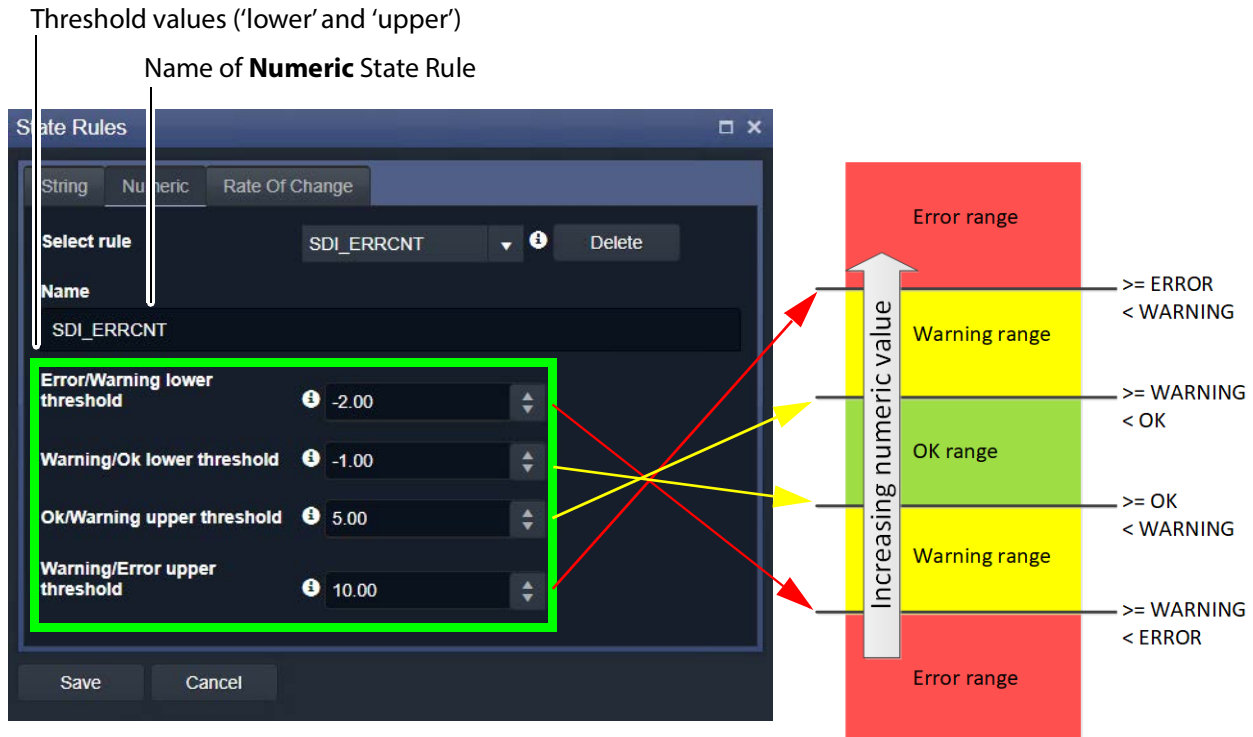 Threshold values (‘lower’ and ‘upper’)
Name of Numeric State Rule
State Rules
String Numeric Rate Of Change
Select rule SDI_ERRCNT Delete
Name
SDI_ERRCNT
Error/Warning lower
threshold
-2.00
Warning/Ok lower threshold -1.00
Ok/Warning upper threshold 5.00
Warning/Error upper
threshold
10.00
Save Cancel
Error range
>= ERROR
< WARNING
Warning range
>= WARNING
< OK
OK range
>= OK
< WARNING
Warning range
>= WARNING
< ERROR
Error range
Increasing numeric value